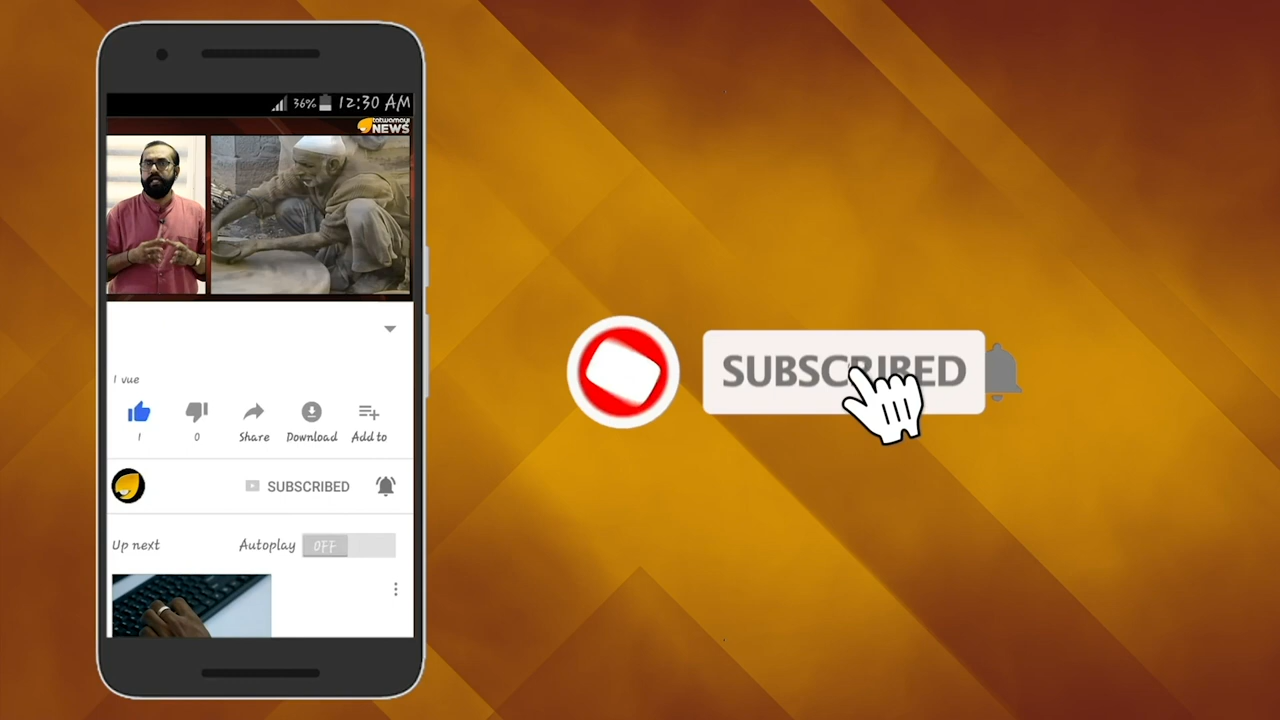 36% 12:30 AM
tatwamayi
NEWS
1 vue
1
0
Share
Download
Add to
SUBSCRIBED
Up next
Autoplay
OFF
SUBSCRIBED